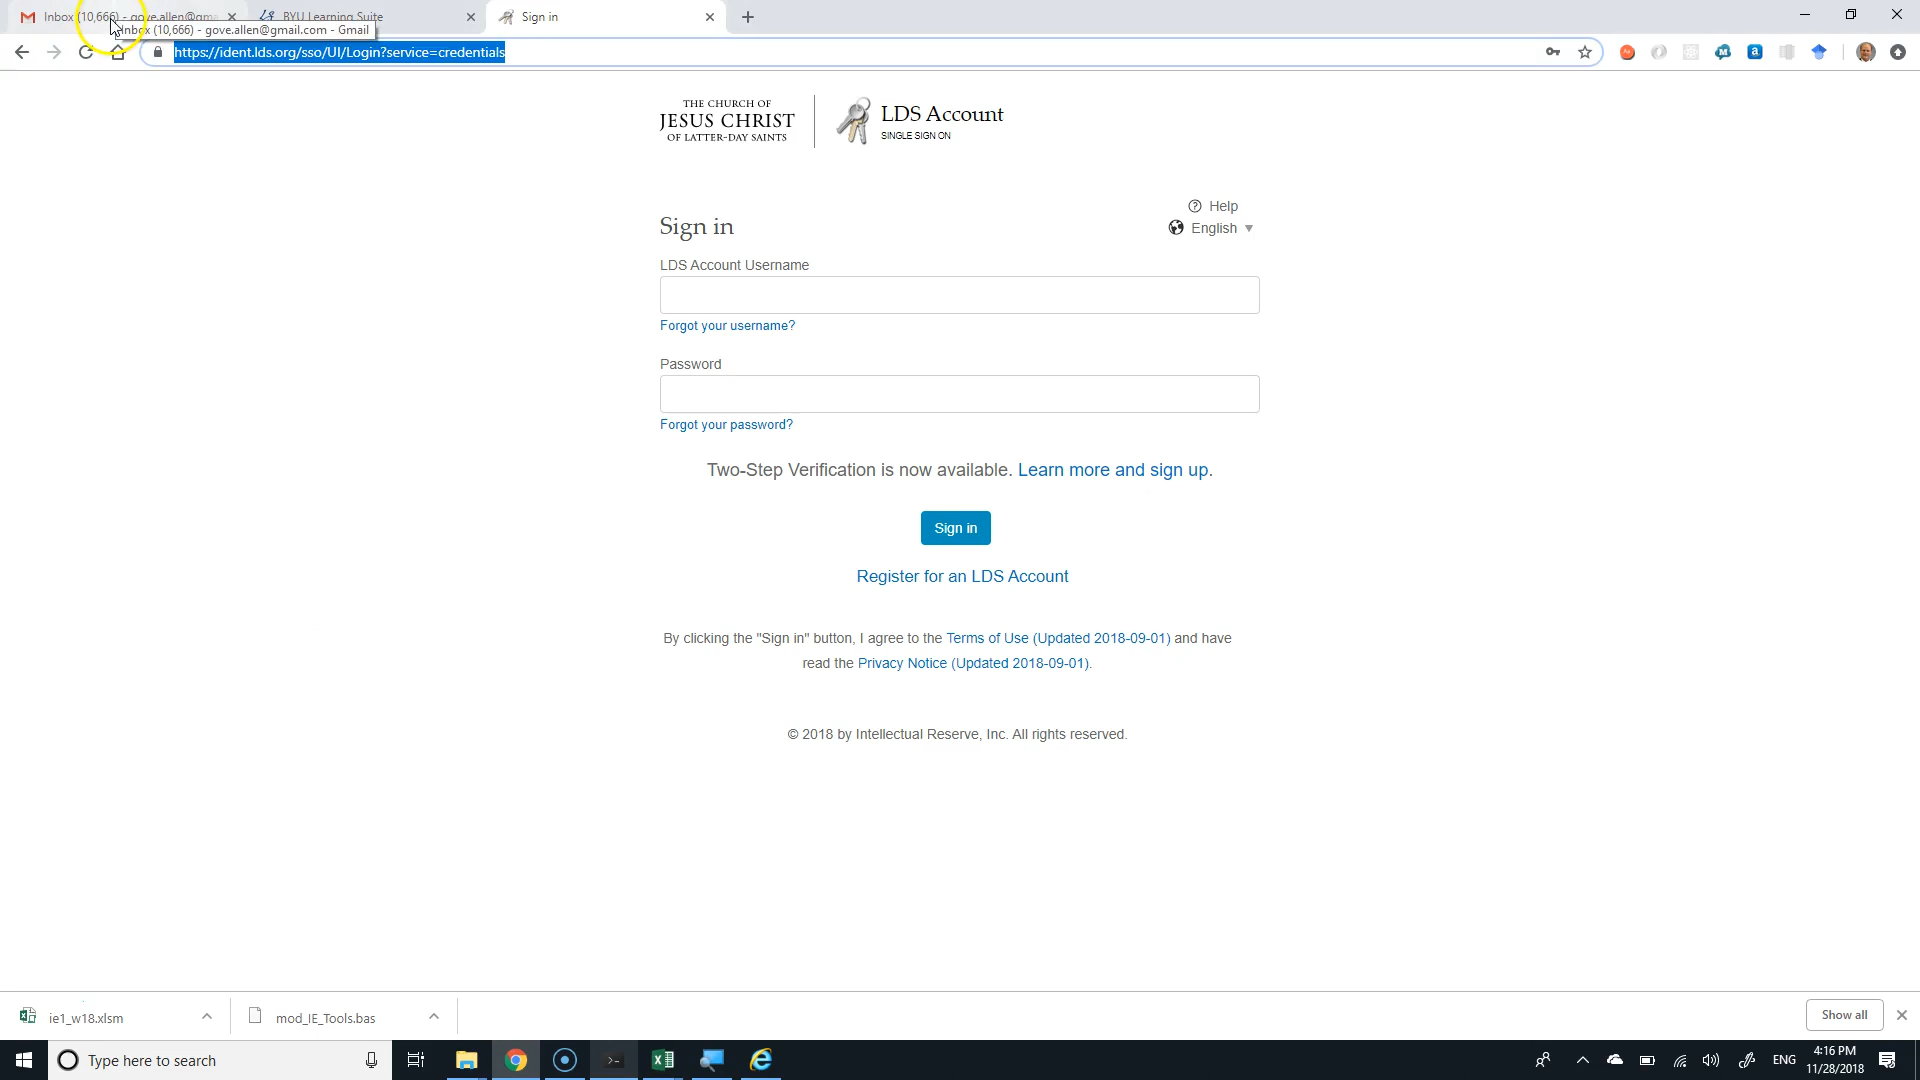 Inbox (10,666) - gove.allen@gma
BYU Learning Suite
Sign in
Inbox (10,666) - gove.allen@gmail.com - Gmail
https://ident.lds.org/sso/UI/Login?service=credentials
THE CHURCH OF
JESUS CHRIST
OF LATTER-DAY SAINTS
LDS Account
SINGLE SIGN ON
Help
Sign in
English
LDS Account Username
Forgot your username?
Password
Forgot your password?
Two-Step Verification is now available. Learn more and sign up.
Sign in
Register for an LDS Account
By clicking the "Sign in" button, I agree to the Terms of Use (Updated 2018-09-01) and have
read the Privacy Notice (Updated 2018-09-01).
© 2018 by Intellectual Reserve, Inc. All rights reserved.
ie1_w18.xlsm
mod_IE_Tools.bas
Show all
Type here to search
ENG
4:16 PM
11/28/2018